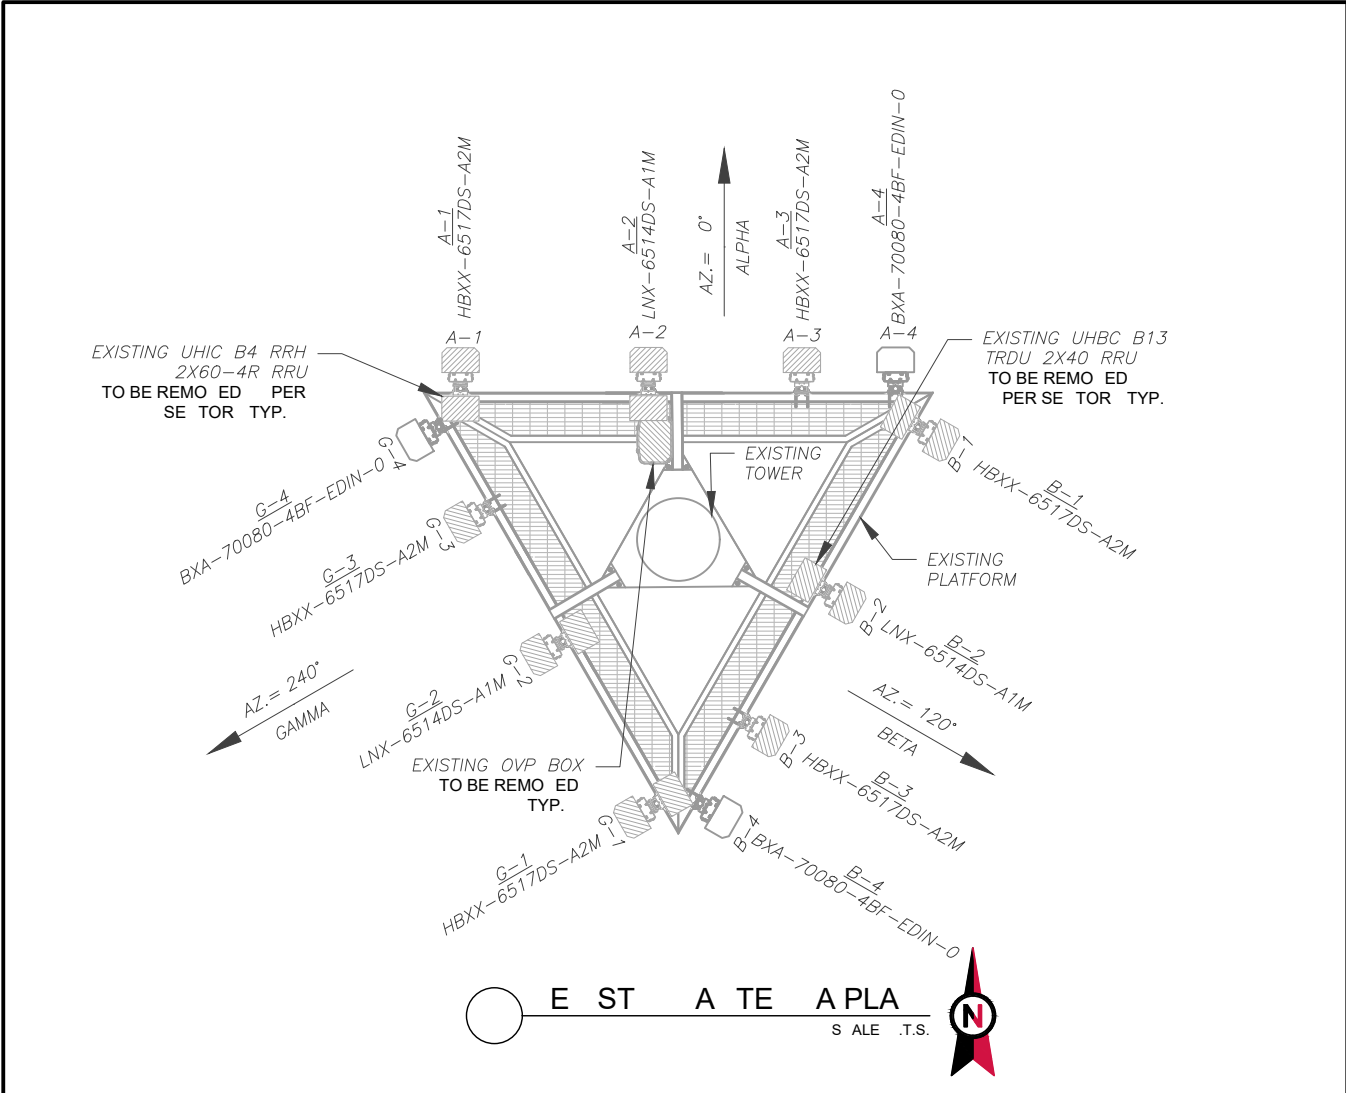 A-1
HBXX-6517DS-A2M
A-2
LNX-6514DS-A1M
AZ.= 0°
ALPHA
A-3
HBXX-6517DS-A2M
A-4
BXA-70080-4BF-EDIN-0
A-1
A-2
A-3
A-4
EXISTING UHIC B4 RRH
2X60-4R RRU
TO BE REMO ED PER
SE TOR TYP.
EXISTING UHBC B13
TRDU 2X40 RRU
TO BE REMO ED
PER SE TOR TYP.
EXISTING
TOWER
EXISTING
PLATFORM
B-1
B-1
HBXX-6517DS-A2M
B-2
B-2
LNX-6514DS-A1M
AZ.= 120°
BETA
B-3
B-3
HBXX-6517DS-A2M
B-4
B-4
BXA-70080-4BF-EDIN-0
G-4
G-4
BXA-70080-4BF-EDIN-0
G-3
G-3
HBXX-6517DS-A2M
G-2
G-2
LNX-6514DS-A1M
AZ.= 240°
GAMMA
EXISTING OVP BOX
TO BE REMO ED
TYP.
G-1
G-1
HBXX-6517DS-A2M
E ST A TE A PLA
S ALE .T.S.
N